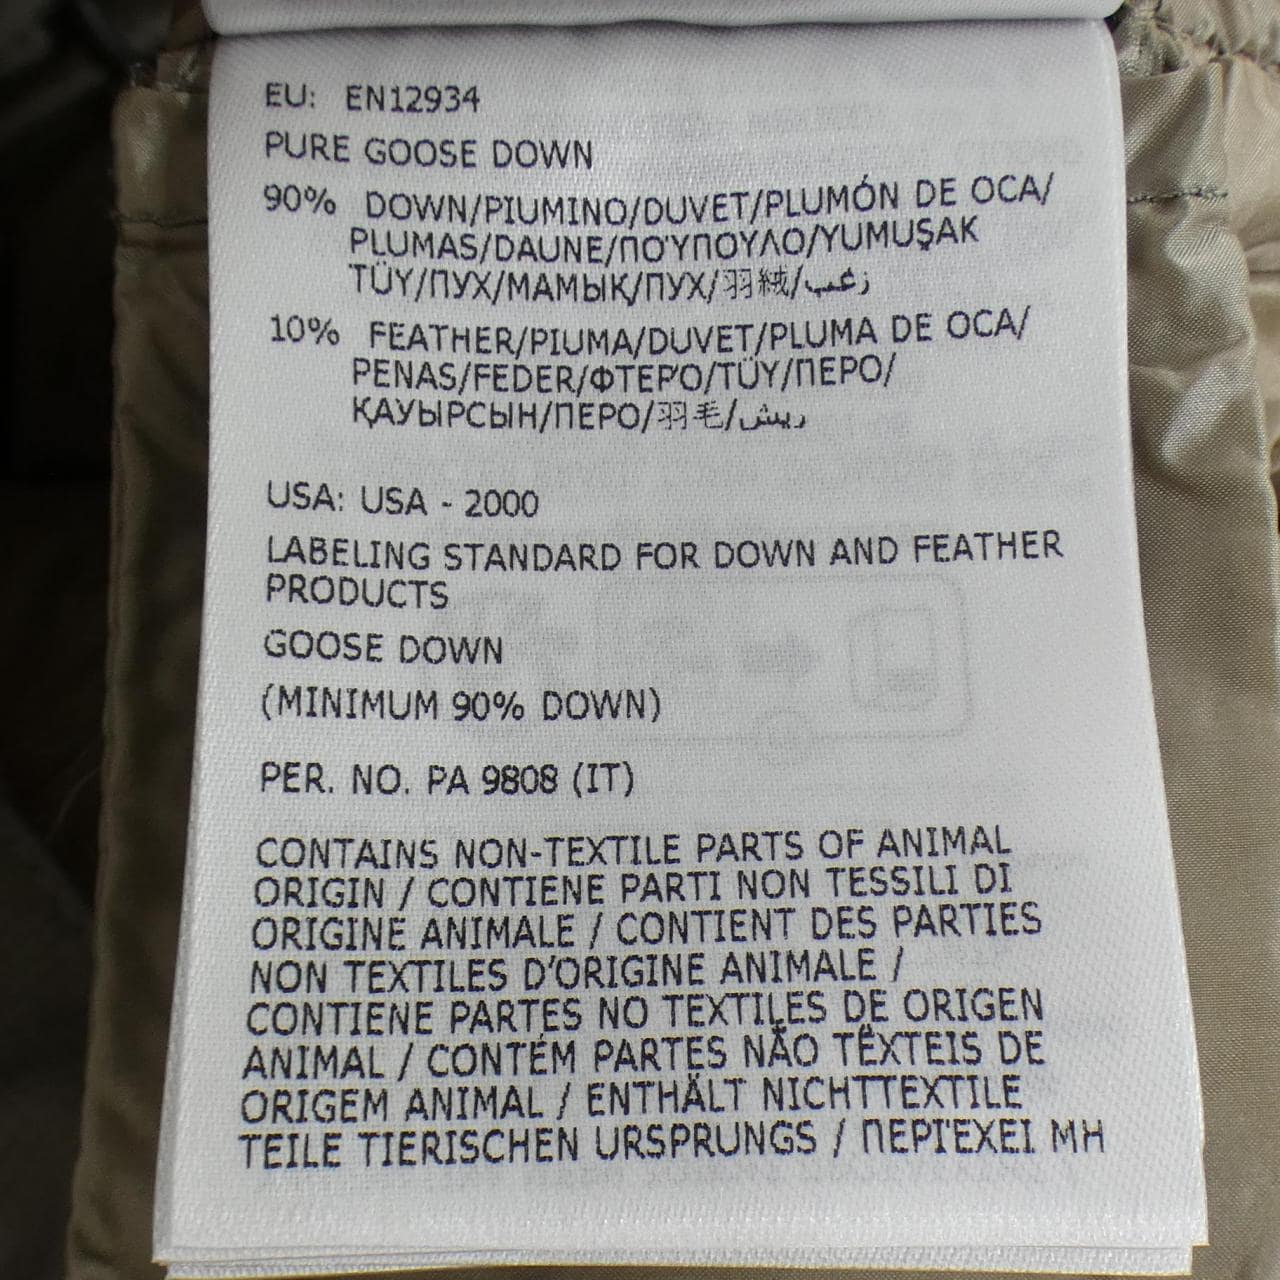 EU: EN12934
PURE GOOSE DOWN
90% DOWN/PIUMINO/DUVET/PLUMÓN DE OCA/
PLUMAS/DAUNE/ΠΟΎΠΟΥΛΟ/YUMUŞAK
TÜY/ПУХ/МАМЫҚ/ПУХ/羽絨/زغب
10% FEATHER/PIUMA/DUVET/PLUMA DE OCA/
PENAS/FEDER/ΦΤΕΡΌ/TÜY/ПЕРО/
ҚАУЫРСЫН/ПЕРО/羽毛/ريش
USA: USA - 2000
LABELING STANDARD FOR DOWN AND FEATHER
PRODUCTS
GOOSE DOWN
(MINIMUM 90% DOWN)
PER. NO. PA 9808 (IT)
CONTAINS NON-TEXTILE PARTS OF ANIMAL
ORIGIN / CONTIENE PARTI NON TESSILI DI
ORIGINE ANIMALE / CONTIENT DES PARTIES
NON TEXTILES D'ORIGINE ANIMALE /
CONTIENE PARTES NO TEXTILES DE ORIGEN
ANIMAL / CONTÉM PARTES NÃO TÊXTEIS DE
ORIGEM ANIMAL / ENTHÄLT NICHTTEXTILE
TEILE TIERISCHEN URSPRUNGS / ΠΕΡΙΈΧΕΙ ΜΗ